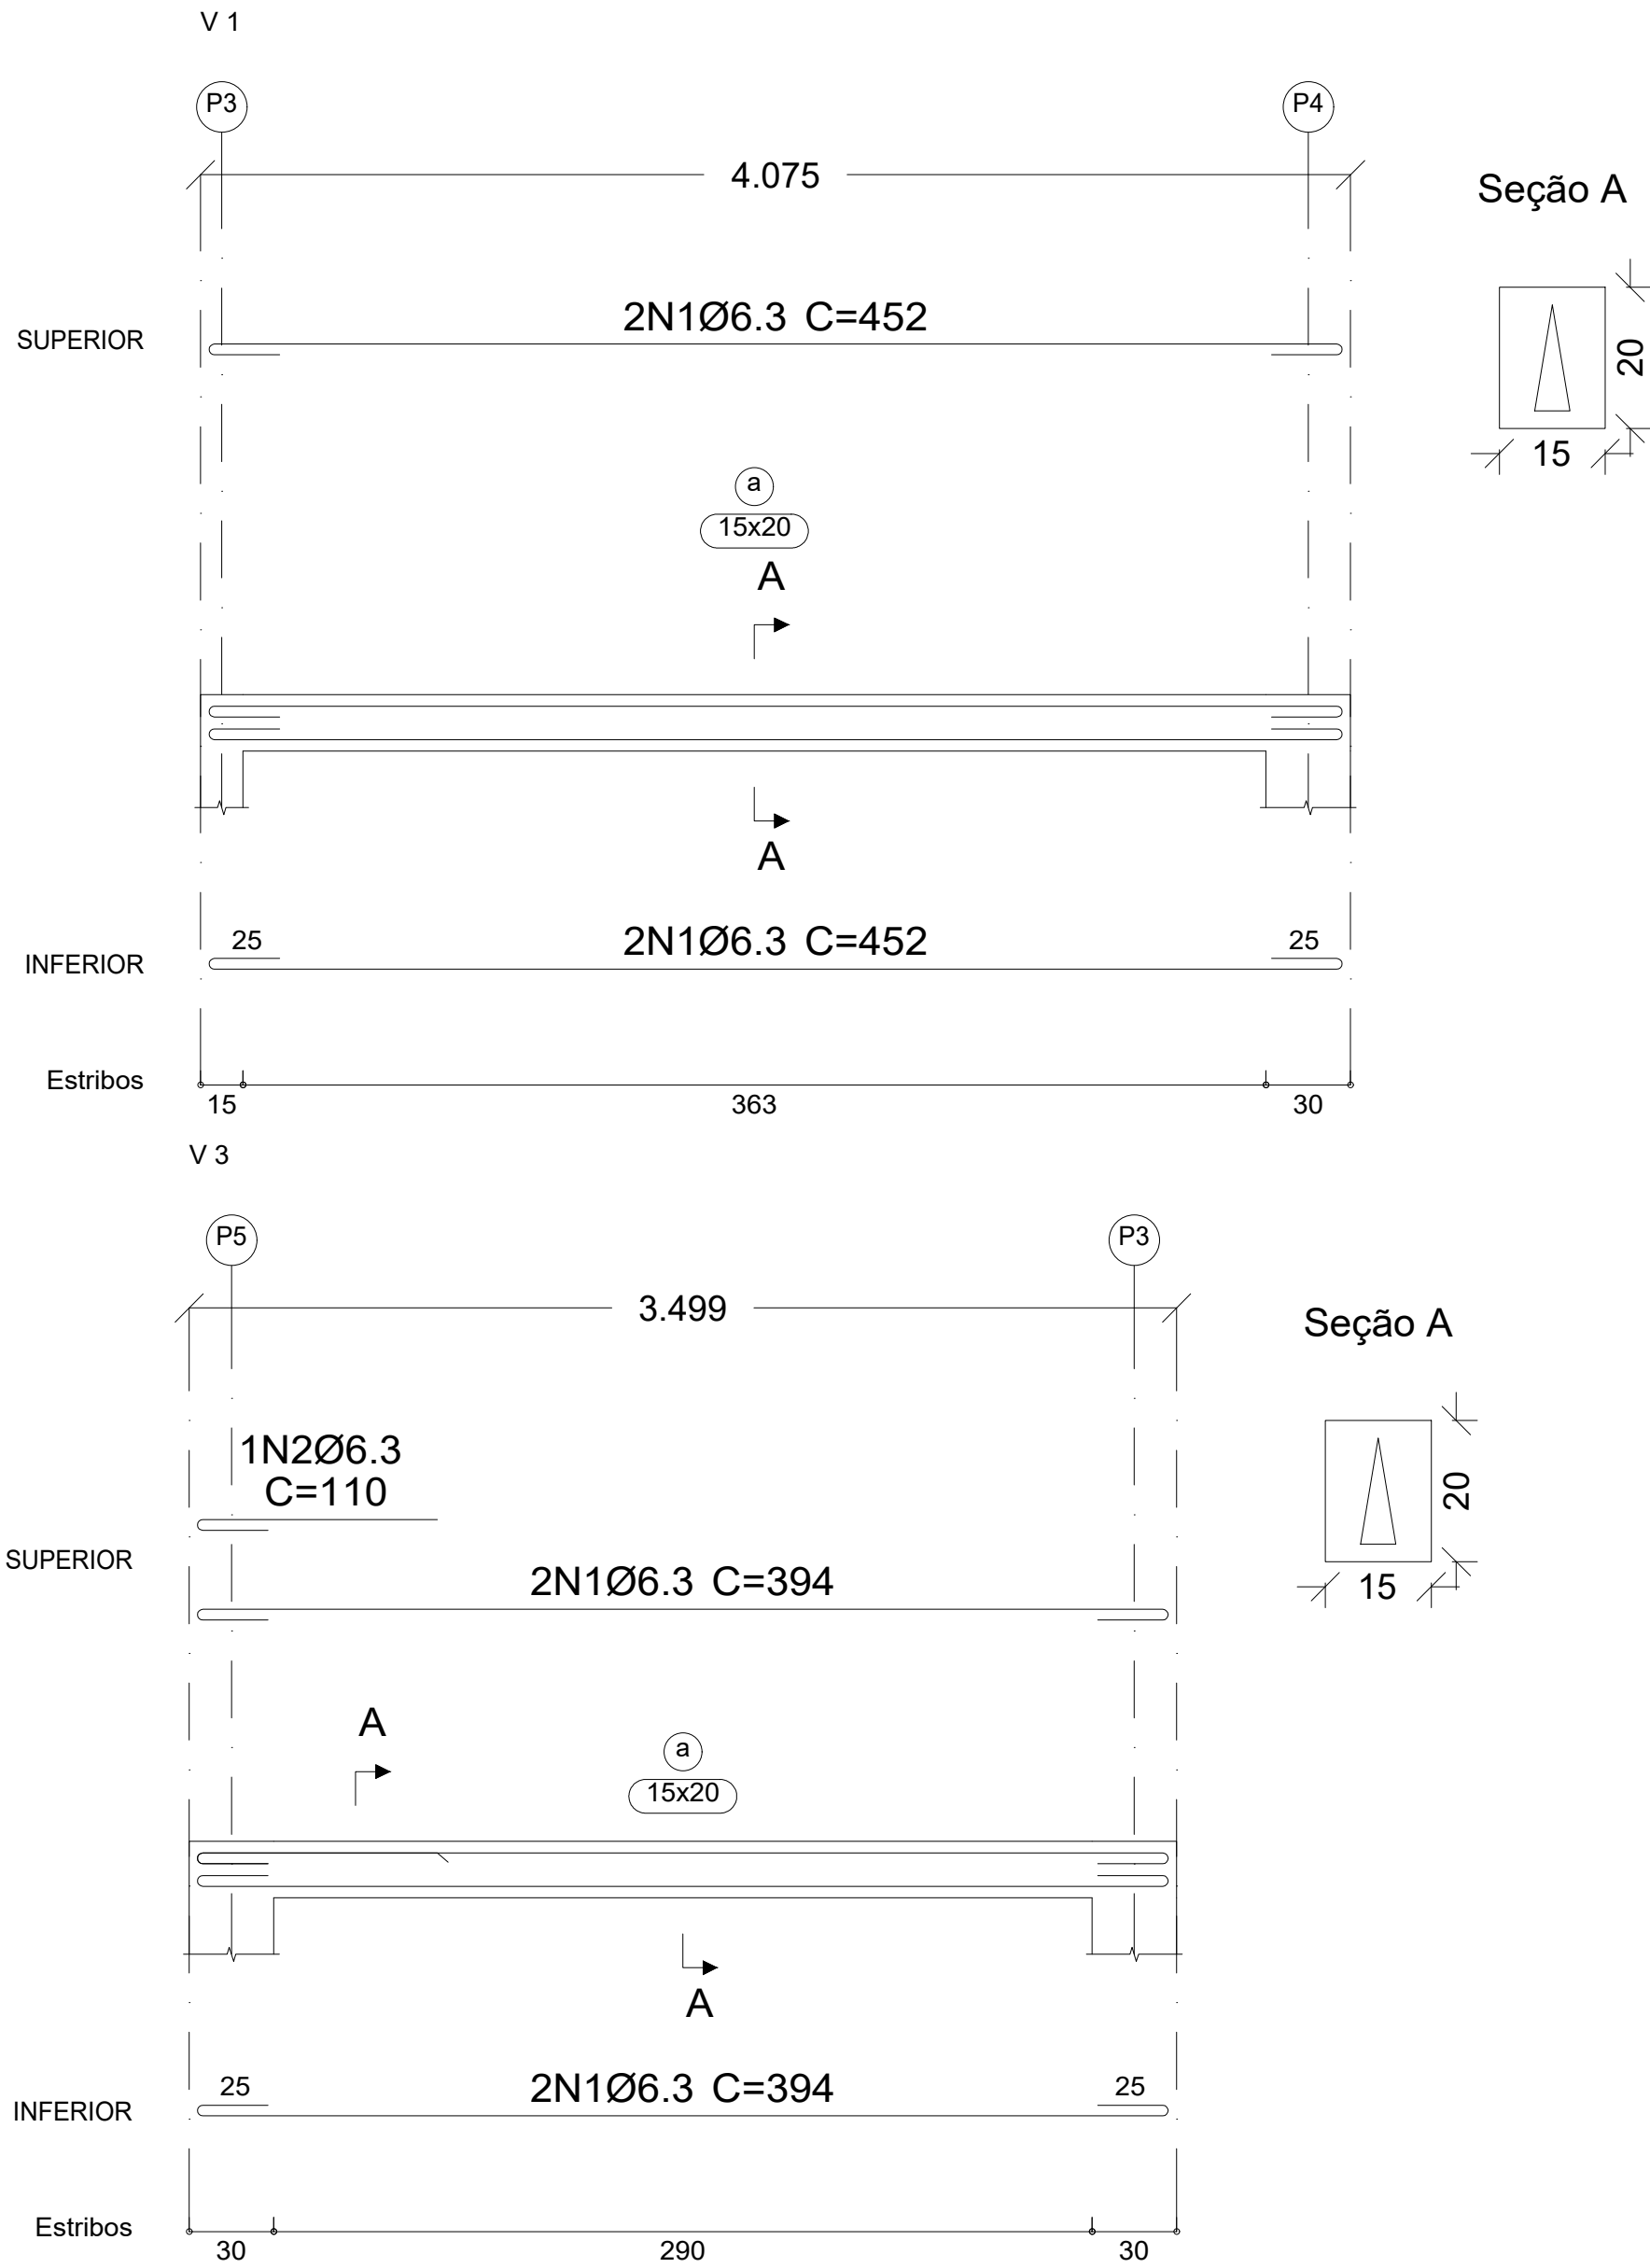 V 1
P3
P4
4.075
Seção A
2N1Ø6.3 C=452
SUPERIOR
20
15
a
15x20
A
A
25
2N1Ø6.3 C=452
25
INFERIOR
Estribos
15
363
30
V 3
P5
P3
3.499
Seção A
1N2Ø6.3
C=110
20
SUPERIOR
2N1Ø6.3 C=394
15
A
a
15x20
A
25
2N1Ø6.3 C=394
25
INFERIOR
Estribos
30
290
30